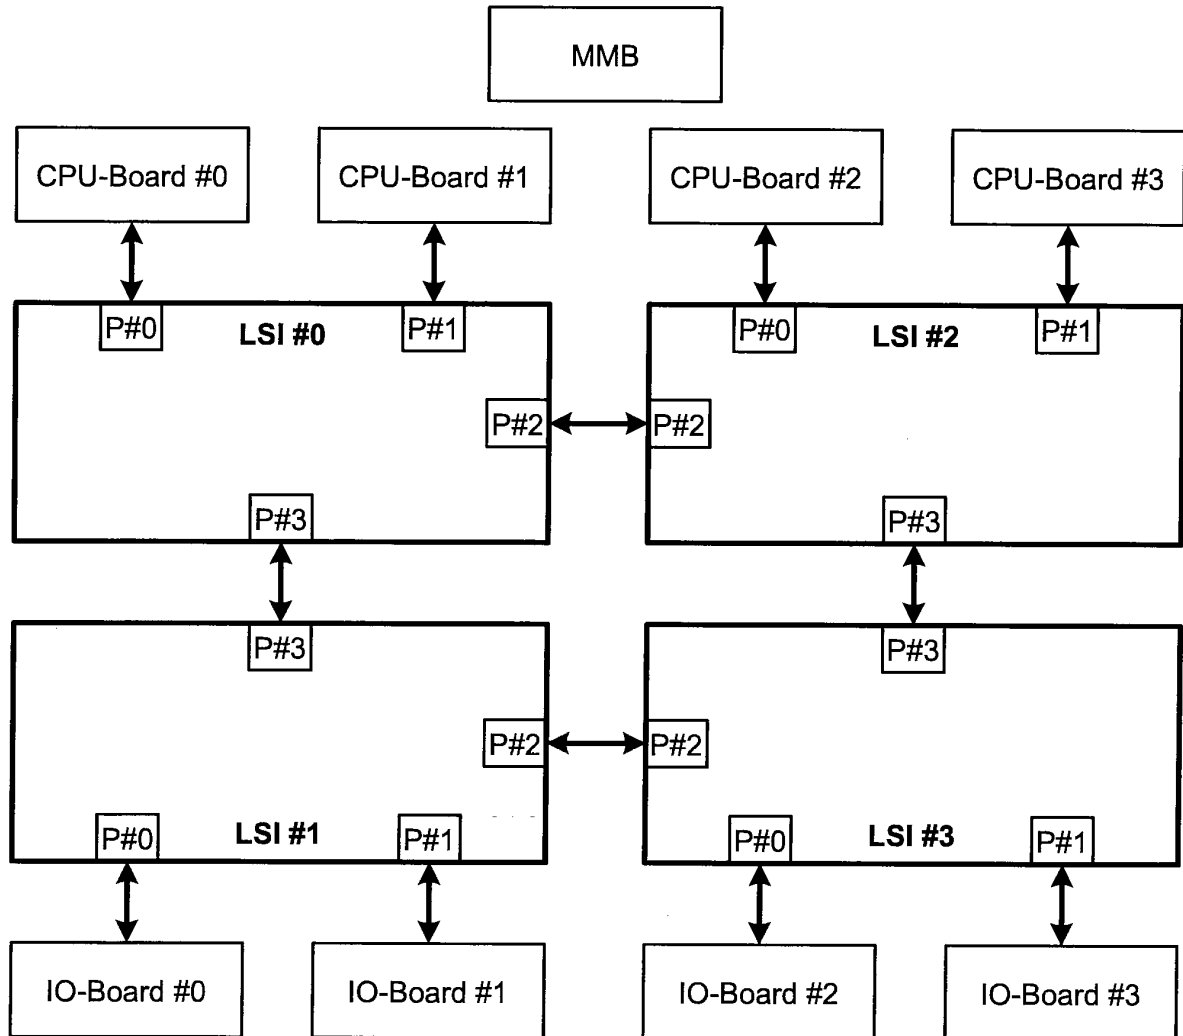 MMB
CPU-Board #0 CPU-Board #1 CPU-Board #2 CPU-Board #3
P#0 LSI #0 P#1 P#0 LSI #2 P#1
P#2 P#2
P#3 P#3
P#3 P#3
P#2 P#2
P#0 LSI #1 P#1 P#0 LSI #3 P#1
IO-Board #0 IO-Board #1 IO-Board #2 IO-Board #3